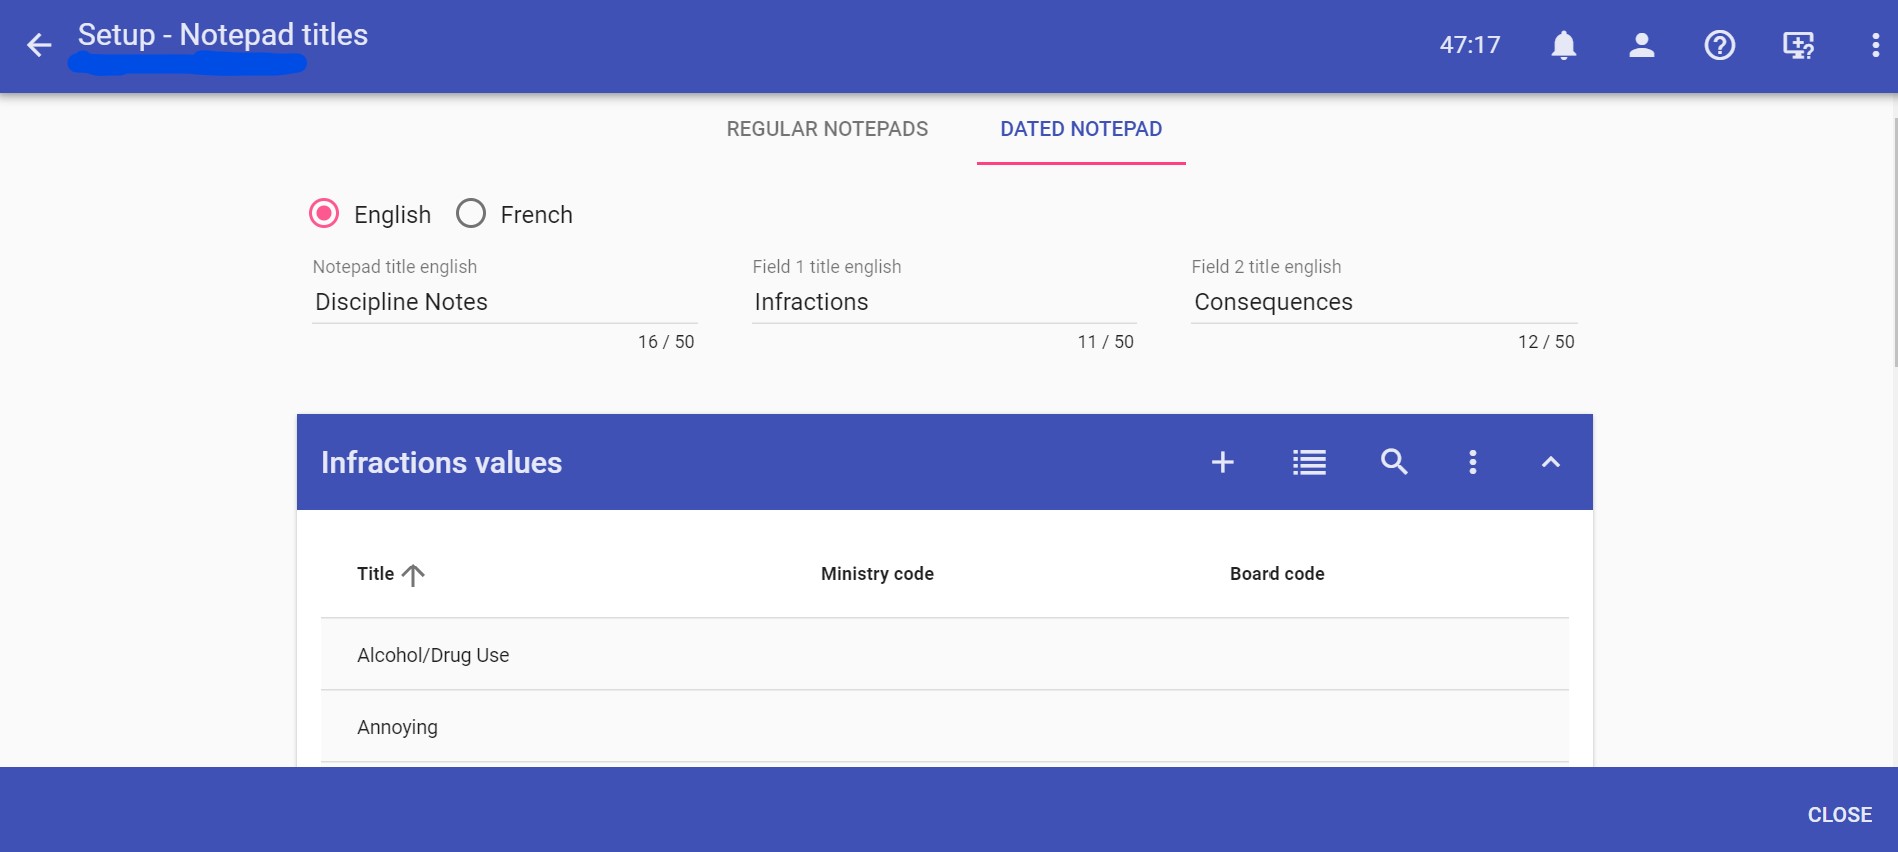 Setup - Notepad titles
47:17
REGULAR NOTEPADS DATED NOTEPAD
English French
Notepad title english Field 1 title english Field 2 title english
Discipline Notes Infractions Consequences
16 / 50 11 / 50 12 / 50
Infractions values
Title Ministry code Board code
Alcohol/Drug Use
Annoying
CLOSE